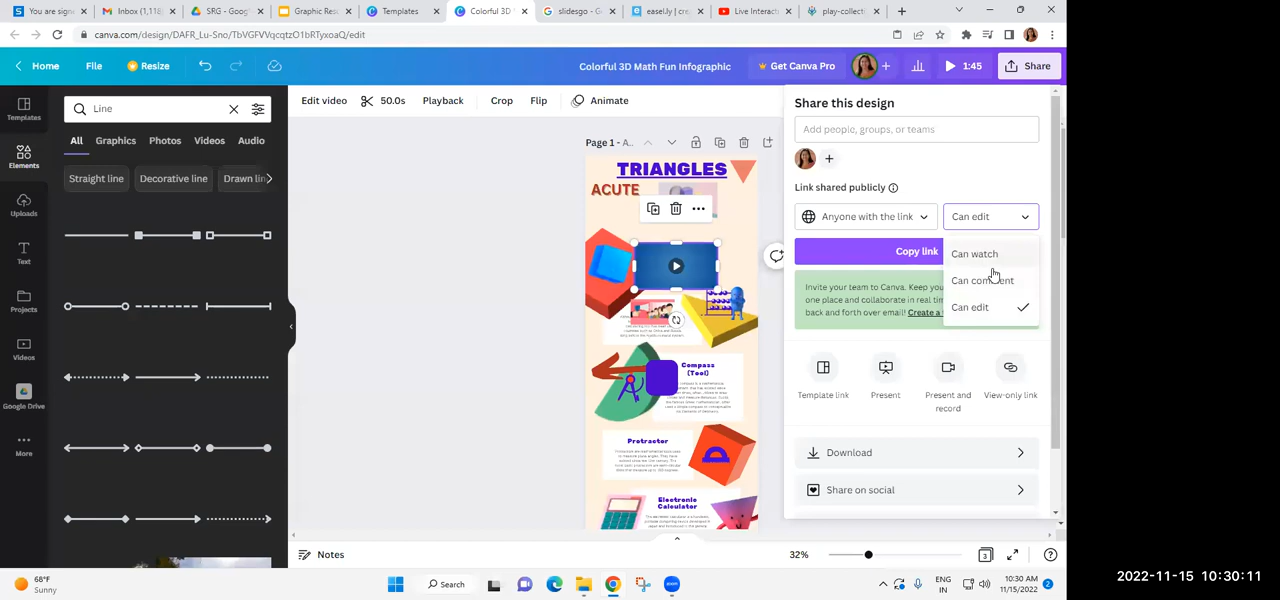 You are sign
Gmail (1,118)
SRG - Goog
Graphic Res
Templates
Colorful 3D
slidesgo - G
easel.ly | cre
Live Interact
play-collecti
canva.com/design/DAFR_Lu-Sno/TbVGFVVqcqtzO1bRTyxoaQ/edit
Home
File
Resize
Colorful 3D Math Fun Infographic
Get Canva Pro
1:45
Share
Templates
Elements
Uploads
Text
Projects
Videos
Google Drive
More
Line
All Graphics Photos Videos Audio
Straight line
Decorative line
Drawn lin
Edit video
50.0s
Playback
Crop
Flip
Animate
Page 1 - A..
TRIANGLES
ACUTE
Compass
(Tool)
Protractor
Electronic
Calculator
Share this design
Add people, groups, or teams
Link shared publicly
Anyone with the link
Can edit
Copy link
Can watch
Can comment
Can edit
Invite your team to Canva. Keep you
one place and collaborate in real tim
back and forth over email! Create a
Template link
Present
Present and
record
View-only link
Download
Share on social
Notes
32%
3
68°F
Sunny
Search
ENG
IN
10:30 AM
11/15/2022
2
2022-11-15 10:30:11